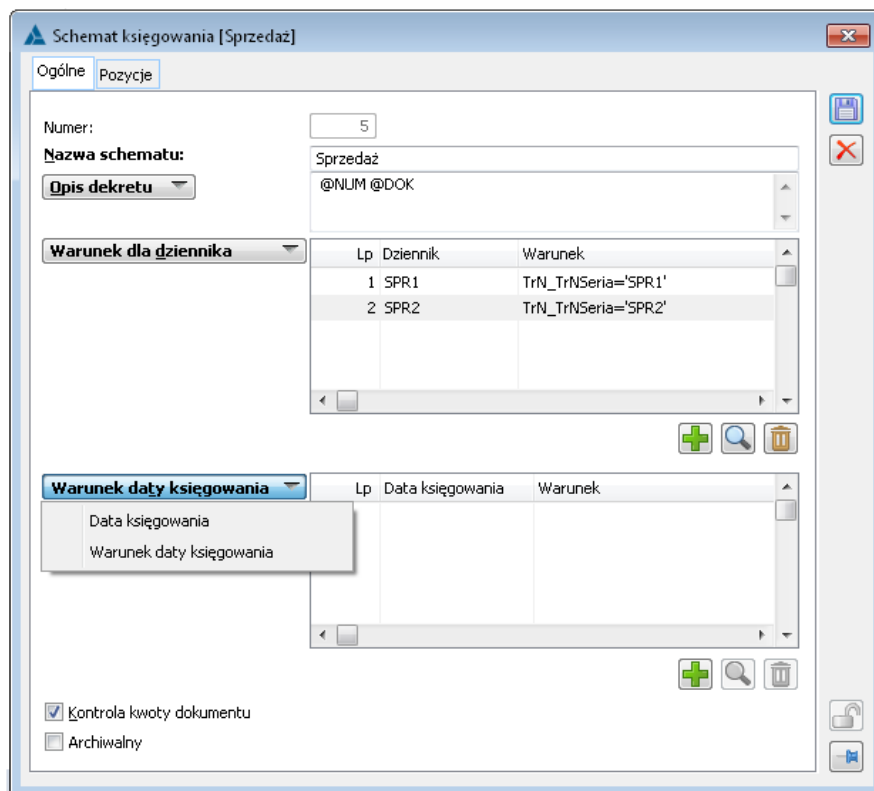 Schemat księgowania [Sprzedaż]
Ogólne Pozycje
Numer: 5
Nazwa schematu: Sprzedaż
Opis dekretu @NUM @DOK
Warunek dla dziennika Lp Dziennik Warunek
1 SPR1 TrN_TrNSeria='SPR1'
2 SPR2 TrN_TrNSeria='SPR2'
Warunek daty księgowania Lp Data księgowania Warunek
Data księgowania
Warunek daty księgowania
Kontrola kwoty dokumentu
Archiwalny